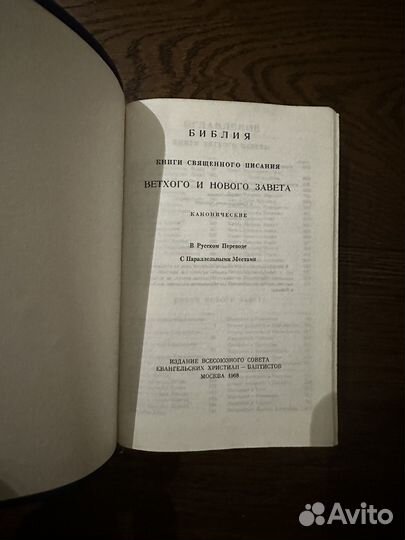 БИБЛИЯ
КНИГИ СВЯЩЕННОГО ПИСАНИЯ
ВЕТХОГО И НОВОГО ЗАВЕТА
КАНОНИЧЕСКИЕ
В Русском Переводе
С Параллельными Местами
ИЗДАНИЕ ВСЕСОЮЗНОГО СОВЕТА
ЕВАНГЕЛЬСКИХ ХРИСТИАН — БАПТИСТОВ
МОСКВА 1968
Avito